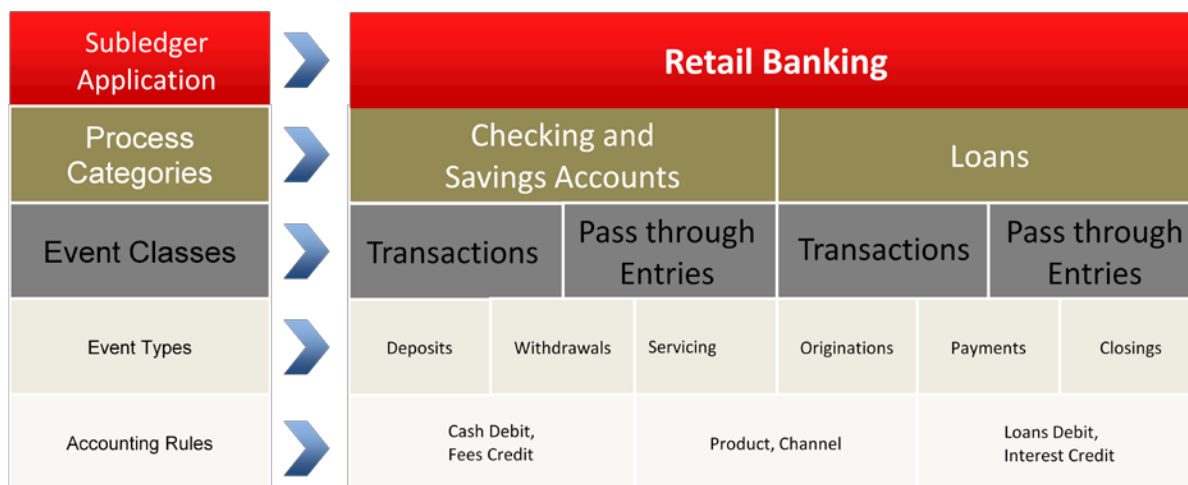 Subledger
Application
Retail Banking
Process
Categories
Checking and
Savings Accounts
Loans
Event Classes
Transactions
Pass through
Entries
Transactions
Pass through
Entries
Event Types
Deposits
Withdrawals
Servicing
Originations
Payments
Closings
Accounting Rules
Cash Debit,
Fees Credit
Product, Channel
Loans Debit,
Interest Credit